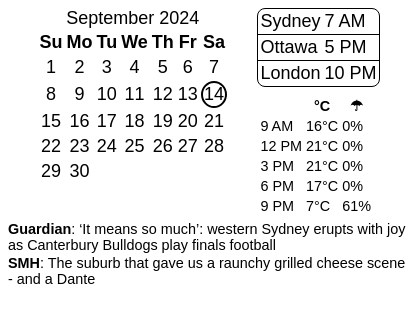 September 2024
Su Mo Tu We Th Fr Sa
1 2 3 4 5 6 7
8 9 10 11 12 13 14
15 16 17 18 19 20 21
22 23 24 25 26 27 28
29 30
Sydney 7 AM
Ottawa 5 PM
London 10 PM
°C ☂
9 AM 16°C 0%
12 PM 21°C 0%
3 PM 21°C 0%
6 PM 17°C 0%
9 PM 7°C 61%
Guardian: ‘It means so much’: western Sydney erupts with joy
as Canterbury Bulldogs play finals football
SMH: The suburb that gave us a raunchy grilled cheese scene
- and a Dante